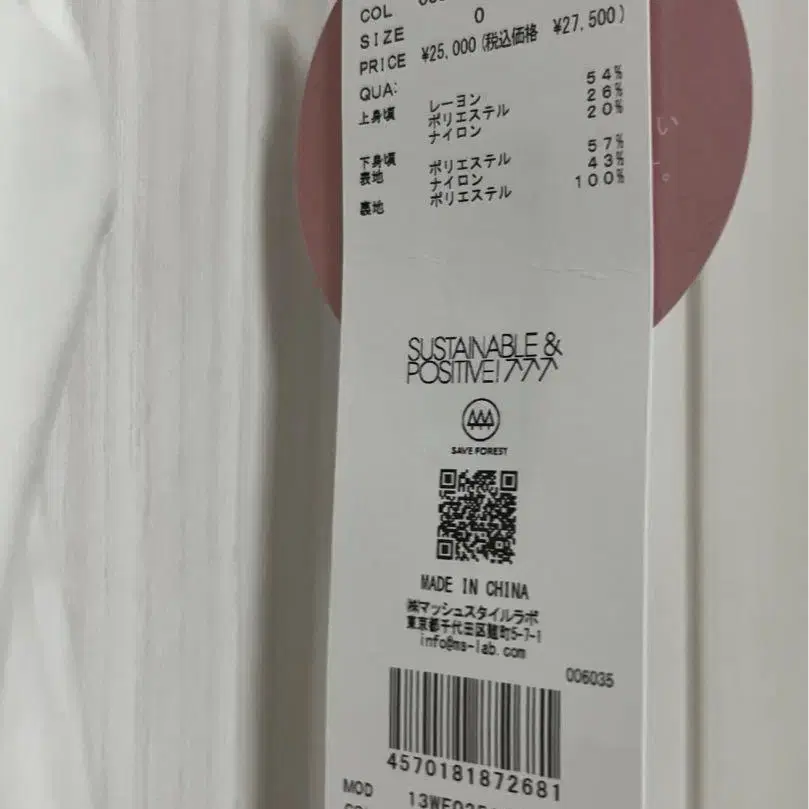 COL
SIZE 0
PRICE ¥25,000(税込価格 ¥27,500)
QUA:
上身頃 レーヨン 54%
ポリエステル 26%
ナイロン 20%
下身頃
表地 ポリエステル 57%
ナイロン 43%
裏地 ポリエステル 100%
い
。
SUSTAINABLE &
POSITIVE!
SAVE FOREST
MADE IN CHINA
㈱マッシュスタイルラボ
東京都千代田区麹町5-7-1
info@ms-lab.com
006035
4570181872681
MOD